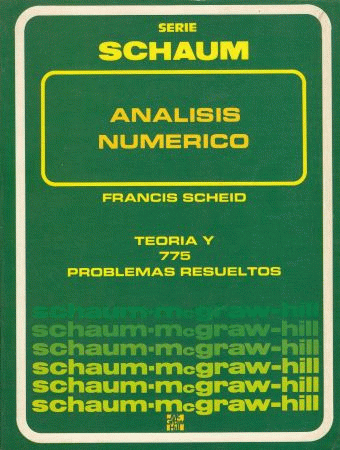 SERIE
SCHAUM
ANALISIS
NUMERICO
FRANCIS SCHEID
TEORIA Y
775
PROBLEMAS RESUELTOS
schaum·mcgraw-hill
schaum·mcgraw-hill
schaum·mcgraw-hill
schaum·mcgraw-hill
schaum·mcgraw-hill
schaum·mcgraw-hill